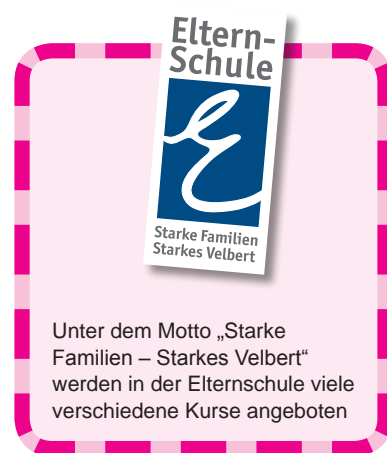 Eltern-
Schule
Starke Familien
Starkes Velbert
Unter dem Motto „Starke
Familien – Starkes Velbert“
werden in der Elternschule viele
verschiedene Kurse angeboten